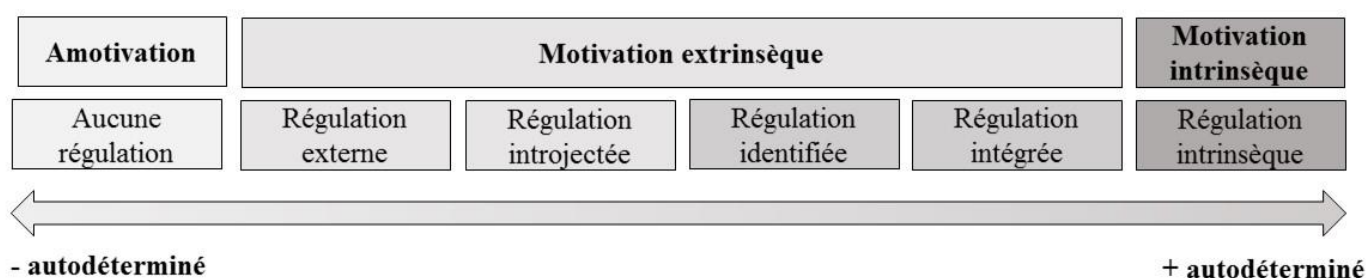 Amotivation
Motivation extrinsèque
Motivation
intrinsèque
Aucune
régulation
Régulation
externe
Régulation
introjectée
Régulation
identifiée
Régulation
intégrée
Régulation
intrinsèque
- autodéterminé
+ autodéterminé